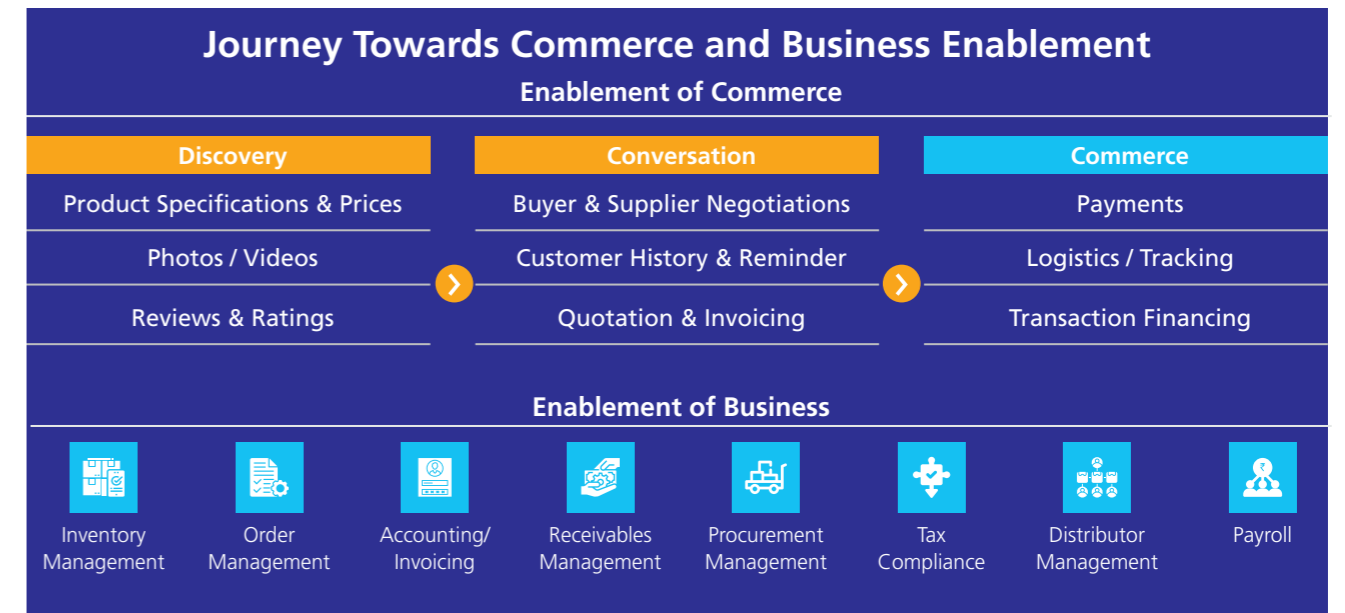 Journey Towards Commerce and Business Enablement
Enablement of Commerce
Discovery
Conversation
Commerce
Product Specifications & Prices
Buyer & Supplier Negotiations
Payments
Photos / Videos
Customer History & Reminder
Logistics / Tracking
Reviews & Ratings
Quotation & Invoicing
Transaction Financing
Enablement of Business
Inventory
Management
Order
Management
Accounting/
Invoicing
Receivables
Management
Procurement
Management
Tax
Compliance
Distributor
Management
Payroll